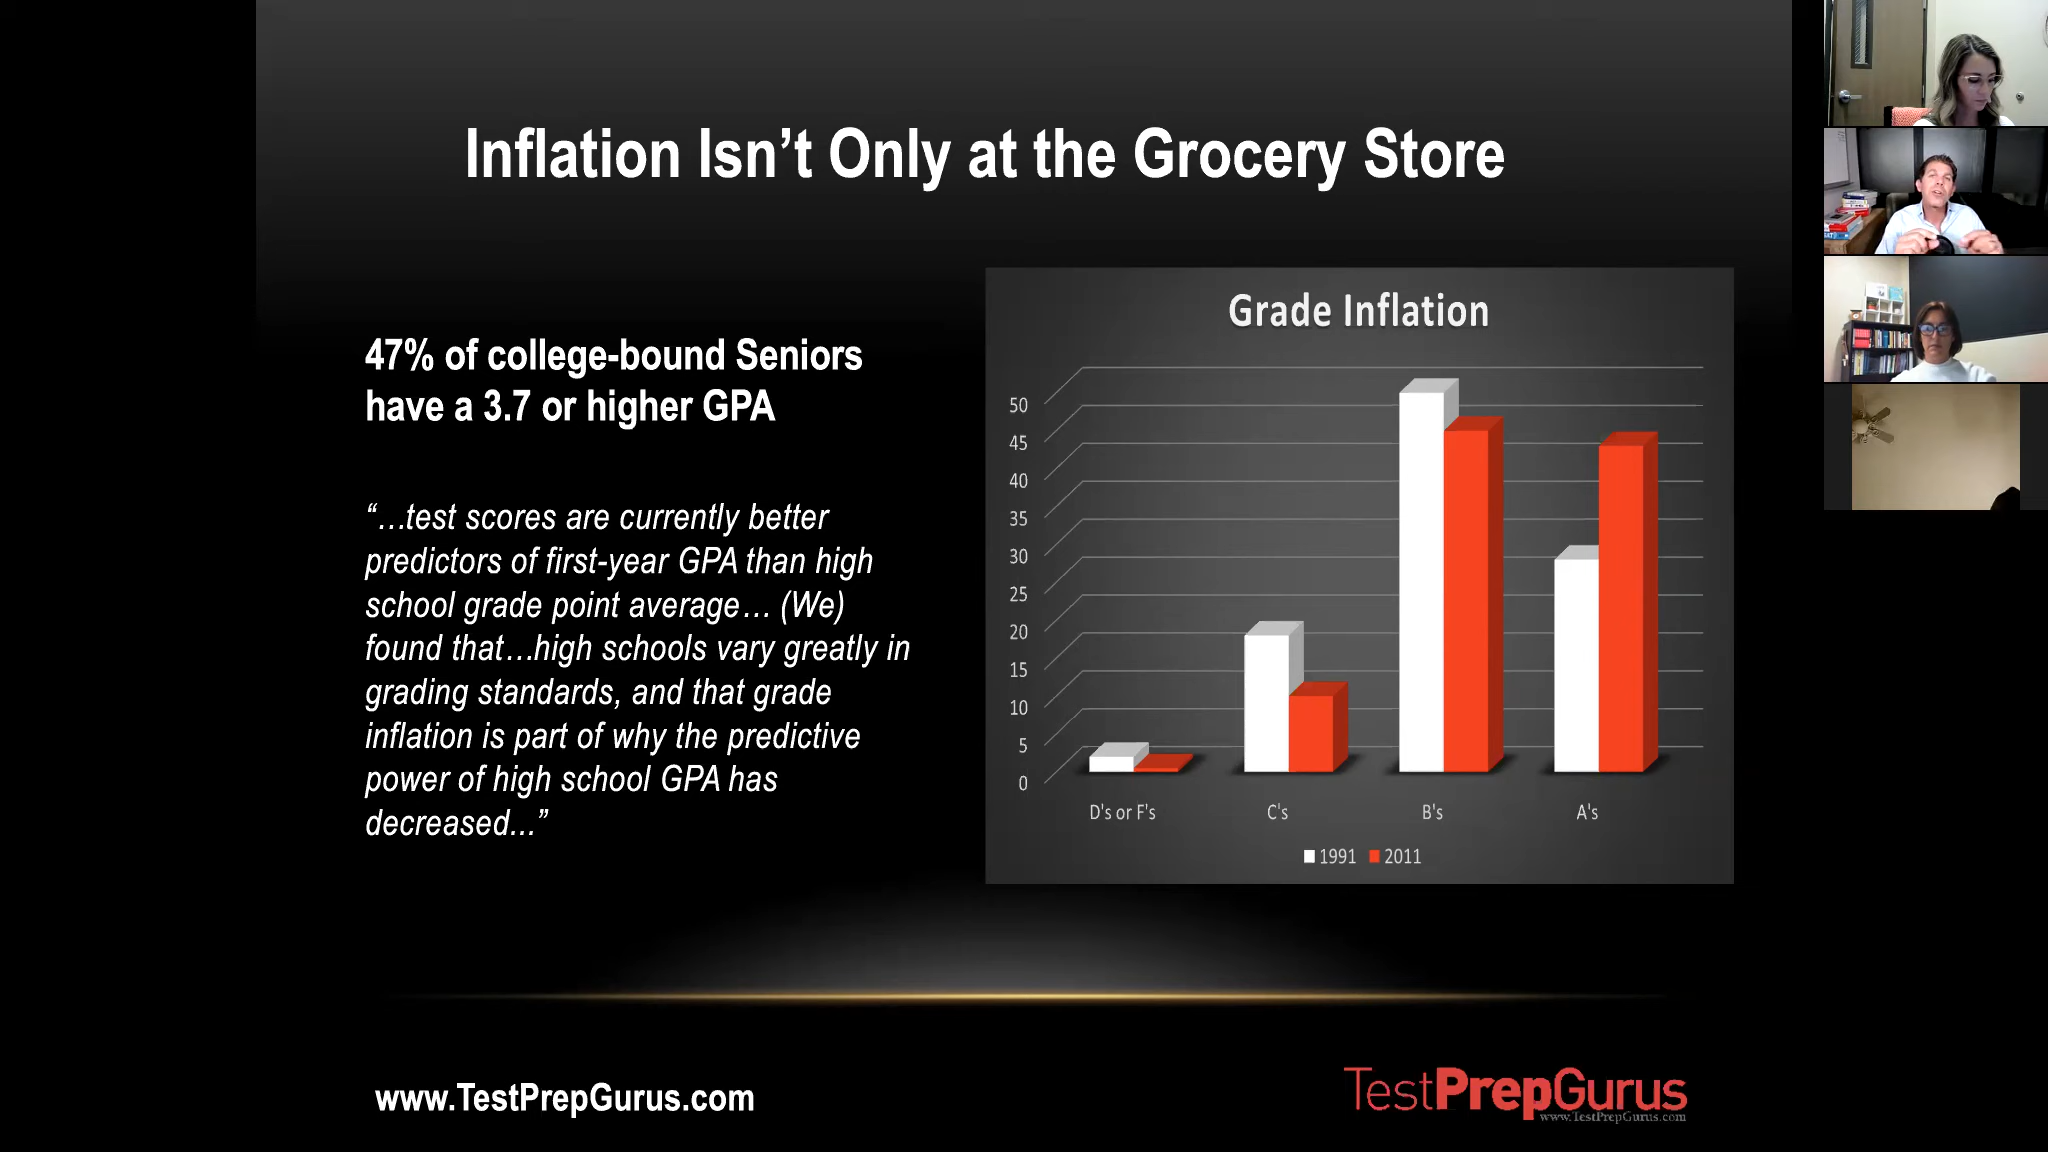 Inflation Isn’t Only at the Grocery Store
47% of college-bound Seniors
have a 3.7 or higher GPA
“…test scores are currently better
predictors of first-year GPA than high
school grade point average… (We)
found that…high schools vary greatly in
grading standards, and that grade
inflation is part of why the predictive
power of high school GPA has
decreased...”
Grade Inflation
50
45
40
35
30
25
20
15
10
5
0
D's or F's C's B's A's
1991 2011
www.TestPrepGurus.com
TestPrepGurus
www.TestPrepGurus.com